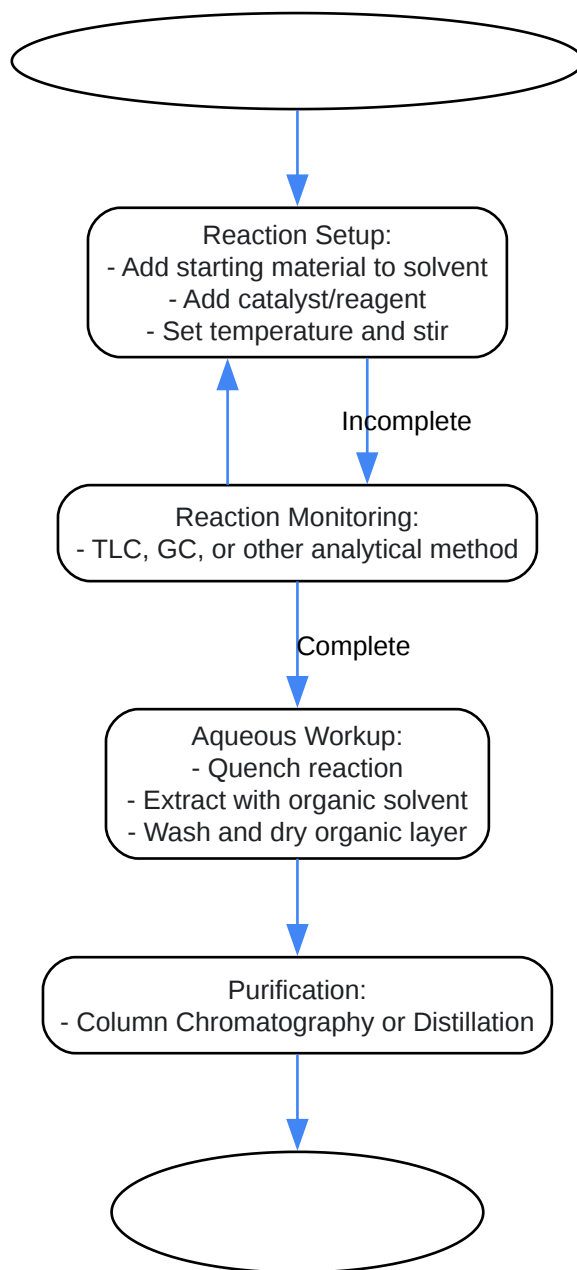 Reaction Setup:
- Add starting material to solvent
- Add catalyst/reagent
- Set temperature and stir
Incomplete
Reaction Monitoring:
- TLC, GC, or other analytical method
Complete
Aqueous Workup:
- Quench reaction
- Extract with organic solvent
- Wash and dry organic layer
Purification:
- Column Chromatography or Distillation